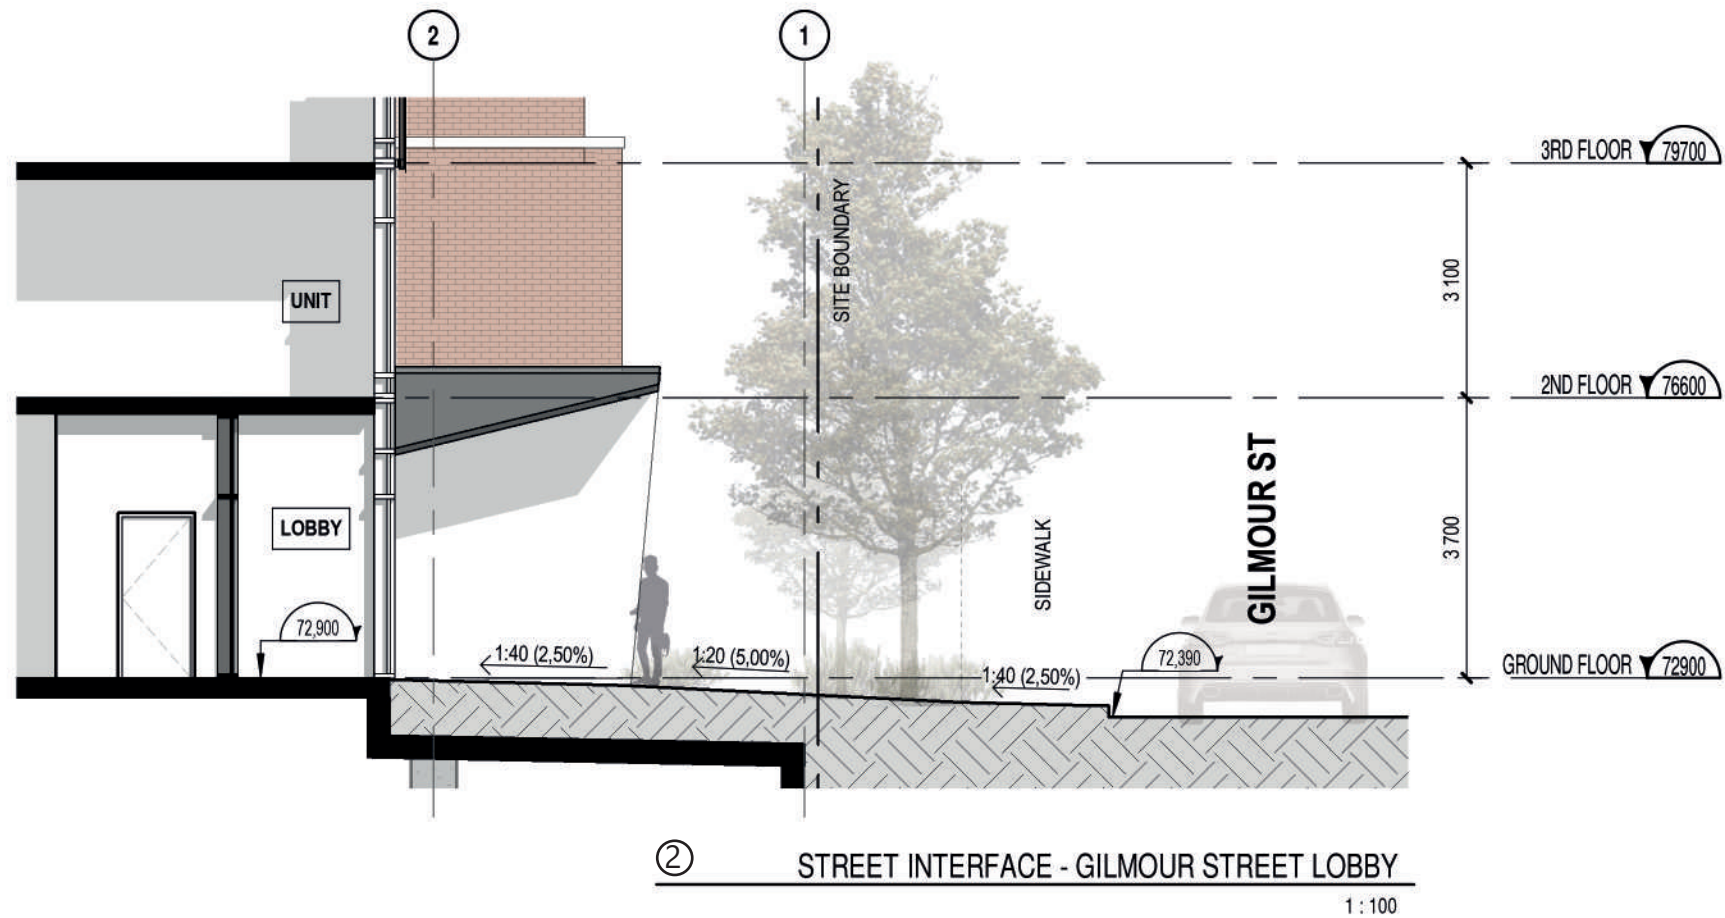 2
1
3RD FLOOR 79700
SITE BOUNDARY
3 100
UNIT
2ND FLOOR 76600
GILMOUR ST
LOBBY
SIDEWALK
3 700
72,900
1:40 (2,50%)
1:20 (5,00%)
1:40 (2,50%)
72,390
GROUND FLOOR 72900
2 STREET INTERFACE - GILMOUR STREET LOBBY
1 : 100